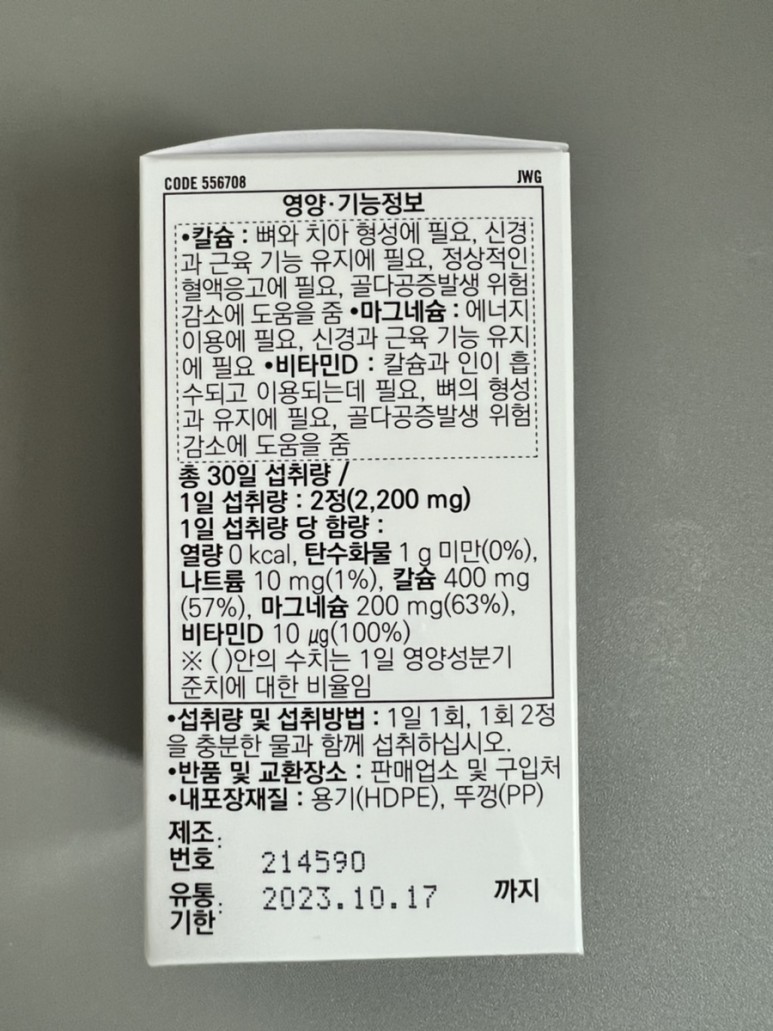 CODE 556708 JWG
영양·기능정보
•칼슘 : 뼈와 치아 형성에 필요, 신경
과 근육 기능 유지에 필요, 정상적인
혈액응고에 필요, 골다공증발생 위험
감소에 도움을 줌 •마그네슘 : 에너지
이용에 필요, 신경과 근육 기능 유지
에 필요 •비타민D : 칼슘과 인이 흡
수되고 이용되는데 필요, 뼈의 형성
과 유지에 필요, 골다공증발생 위험
감소에 도움을 줌
총 30일 섭취량 /
1일 섭취량 : 2정(2,200 mg)
1일 섭취량 당 함량 :
열량 0 kcal, 탄수화물 1 g 미만(0%),
나트륨 10 mg(1%), 칼슘 400 mg
(57%), 마그네슘 200 mg(63%),
비타민D 10 µg(100%)
※ ( )안의 수치는 1일 영양성분기
준치에 대한 비율임
•섭취량 및 섭취방법 : 1일 1회, 1회 2정
을 충분한 물과 함께 섭취하십시오.
•반품 및 교환장소 : 판매업소 및 구입처
•내포장재질 : 용기(HDPE), 뚜껑(PP)
제조
번호 : 214590
유통
기한 : 2023.10.17 까지